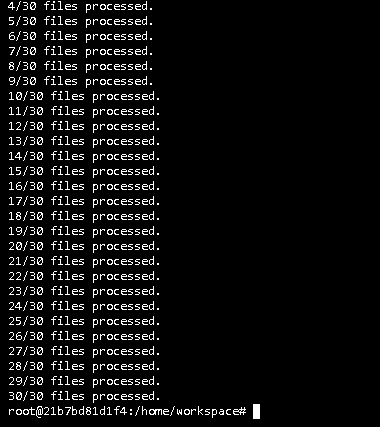 4/30 files processed.
5/30 files processed.
6/30 files processed.
7/30 files processed.
8/30 files processed.
9/30 files processed.
10/30 files processed.
11/30 files processed.
12/30 files processed.
13/30 files processed.
14/30 files processed.
15/30 files processed.
16/30 files processed.
17/30 files processed.
18/30 files processed.
19/30 files processed.
20/30 files processed.
21/30 files processed.
22/30 files processed.
23/30 files processed.
24/30 files processed.
25/30 files processed.
26/30 files processed.
27/30 files processed.
28/30 files processed.
29/30 files processed.
30/30 files processed.
root@21b7bd81d1f4:/home/workspace#